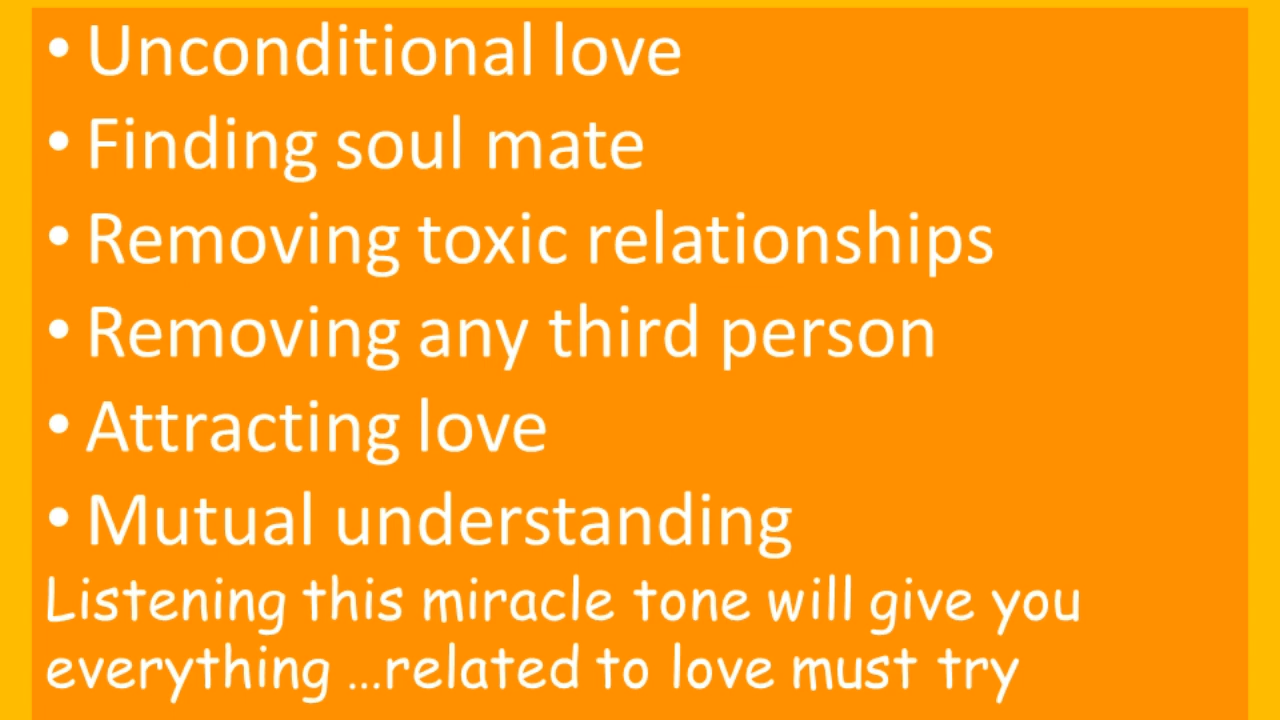 • Unconditional love
• Finding soul mate
• Removing toxic relationships
• Removing any third person
• Attracting love
• Mutual understanding
Listening this miracle tone will give you
everything ...related to love must try